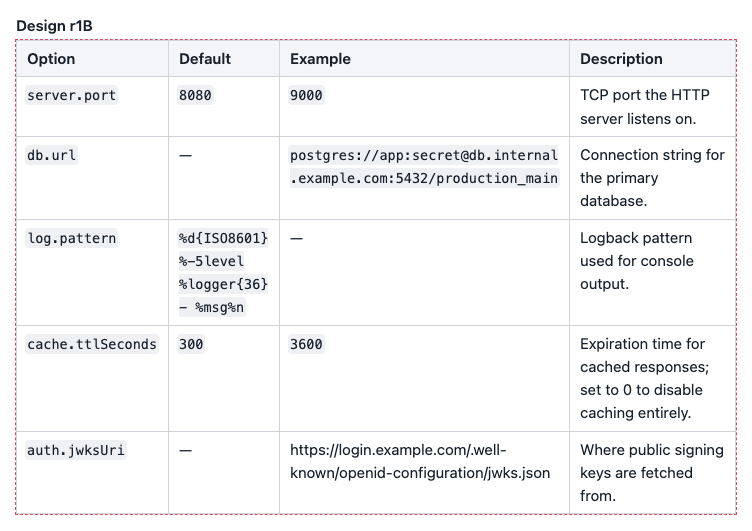 Design r1B
Option Default Example Description
server.port 8080 9000 TCP port the HTTP
server listens on.
db.url — postgres://app:secret@db.internal Connection string for
.example.com:5432/production_main the primary
database.
log.pattern %d{ISO8601} — Logback pattern
%-5level used for console
%logger{36} output.
- %msg%n
cache.ttlSeconds 300 3600 Expiration time for
cached responses;
set to 0 to disable
caching entirely.
auth.jwksUri — https://login.example.com/.well- Where public signing
known/openid-configuration/jwks.json keys are fetched
from.